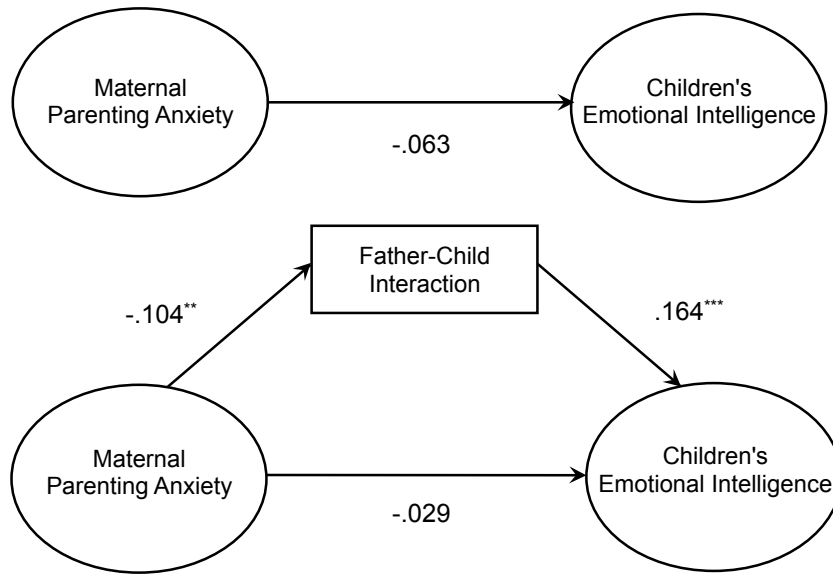 Maternal
Parenting Anxiety
Children's
Emotional Intelligence
-.063
Father-Child
Interaction
-.104**
.164***
Maternal
Parenting Anxiety
Children's
Emotional Intelligence
-.029